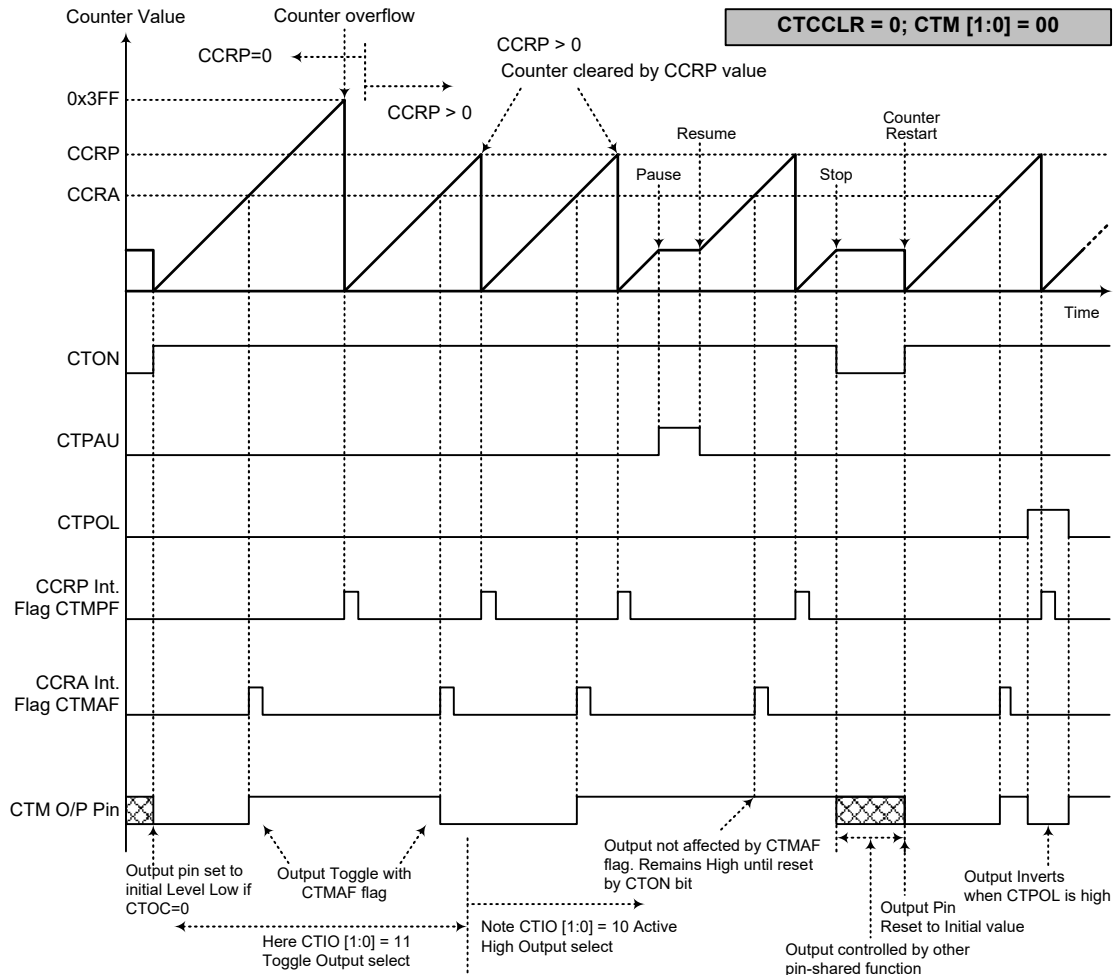 Counter Value
Counter overflow
CTCCLR = 0; CTM [1:0] = 00
CCRP=0
CCRP > 0
CCRP > 0
Counter cleared by CCRP value
0x3FF
CCRP
CCRA
Pause
Resume
Stop
Counter
Restart
Time
CTON
CTPAU
CTPOL
CCRP Int.
Flag CTMPF
CCRA Int.
Flag CTMAF
CTM O/P Pin
Output pin set to
initial Level Low if
CTOC=0
Output Toggle with
CTMAF flag
Here CTIO [1:0] = 11
Toggle Output select
Output not affected by CTMAF
flag. Remains High until reset
by CTON bit
Note CTIO [1:0] = 10 Active
High Output select
Output controlled by other
pin-shared function
Output Pin
Reset to Initial value
Output Inverts
when CTPOL is high